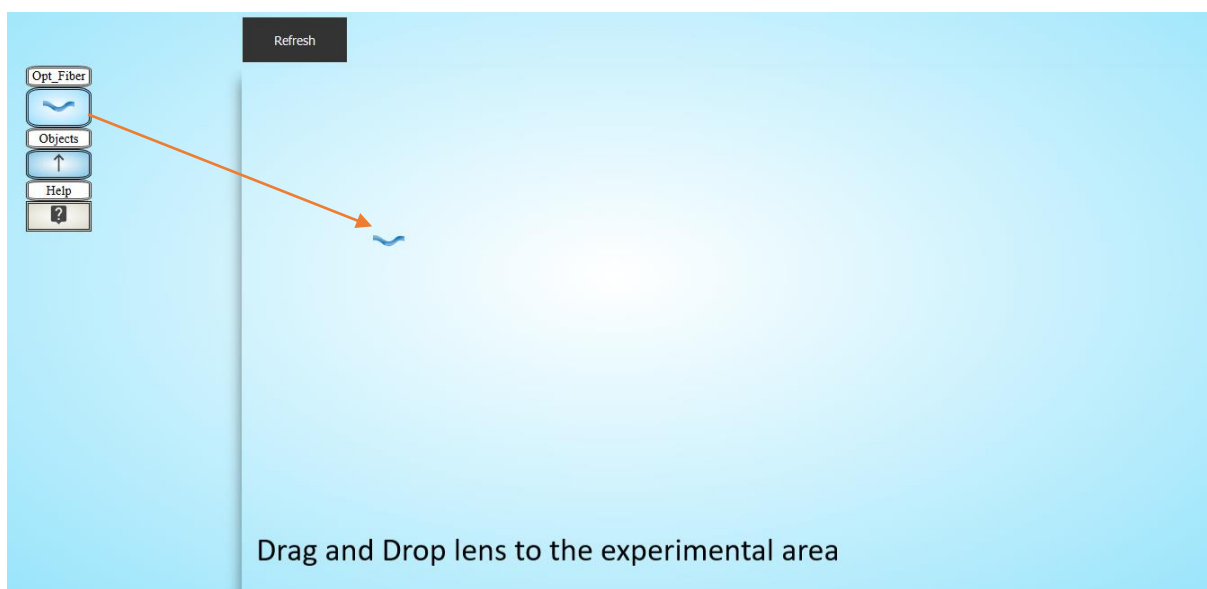 Refresh
Opt_Fiber
Objects
↑
Help
?
Drag and Drop lens to the experimental area